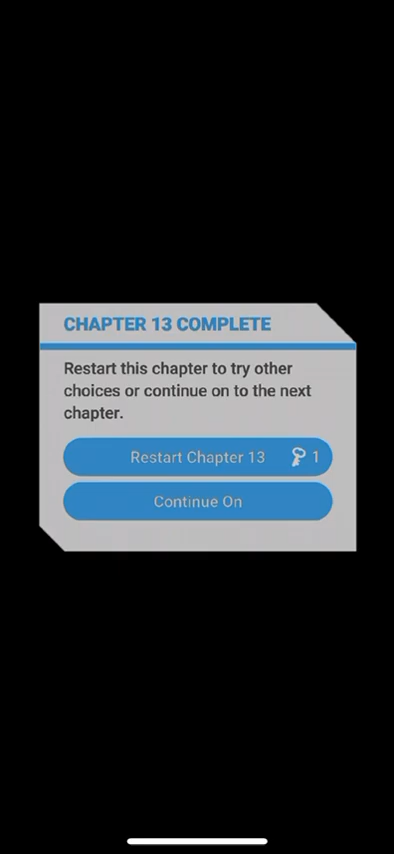 CHAPTER 13 COMPLETE
Restart this chapter to try other
choices or continue on to the next
chapter.
Restart Chapter 13 1
Continue On